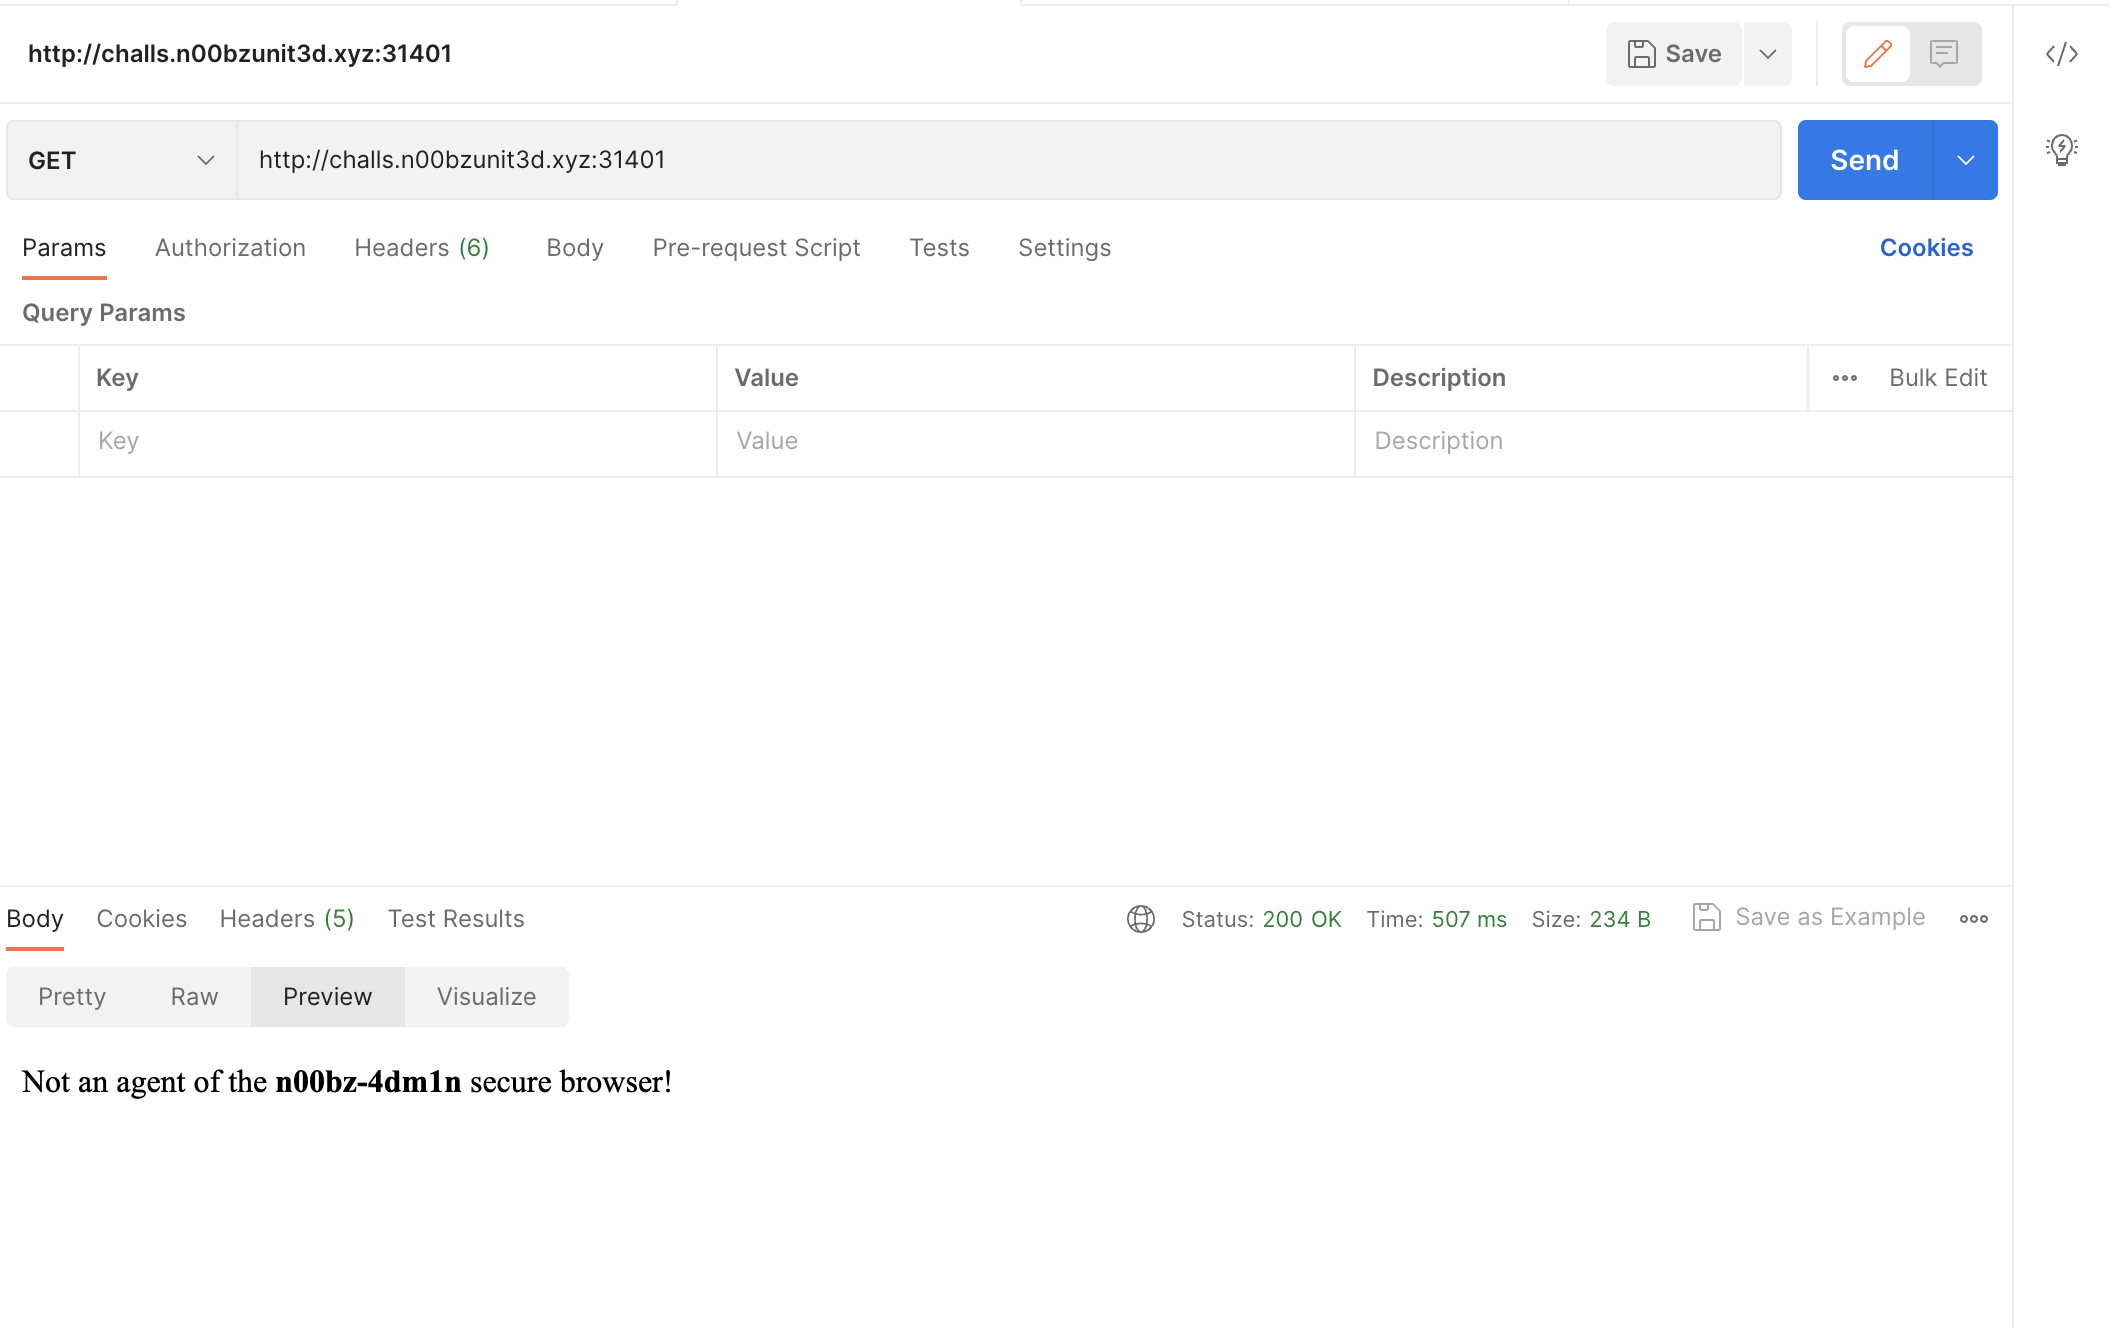 http://challs.n00bzunit3d.xyz:31401
Save
GET
http://challs.n00bzunit3d.xyz:31401
Send
Params Authorization Headers (6) Body Pre-request Script Tests Settings Cookies
Query Params
Key Value Description Bulk Edit
Key Value Description
Body Cookies Headers (5) Test Results Status: 200 OK Time: 507 ms Size: 234 B Save as Example
Pretty Raw Preview Visualize
Not an agent of the n00bz-4dm1n secure browser!